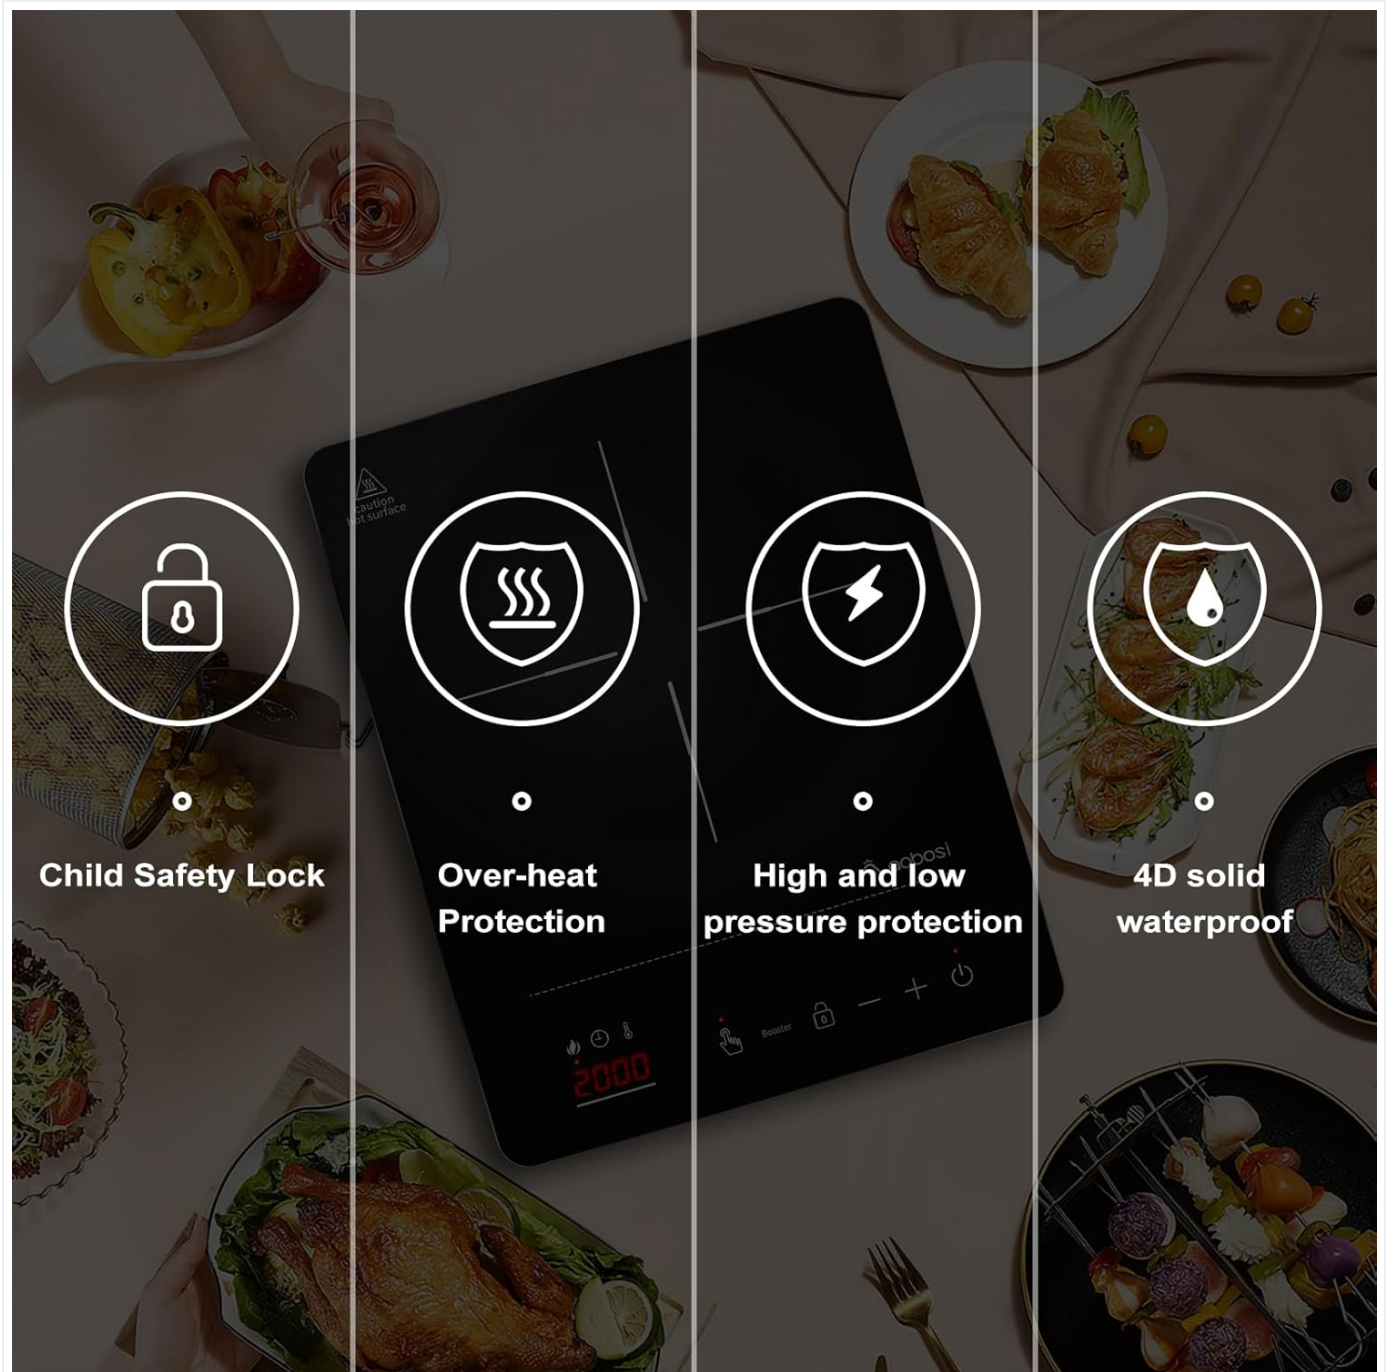 caution
hot surface
Child Safety Lock
Over-heat
Protection
High and low
pressure protection
4D solid
waterproof
nobosi
Booster
2000